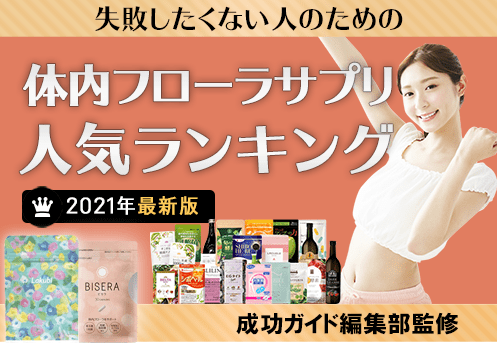 失敗したくない人のための
体内フローラサプリ
人気ランキング
2021年最新版
Lakubi
BISERA
成功ガイド編集部監修